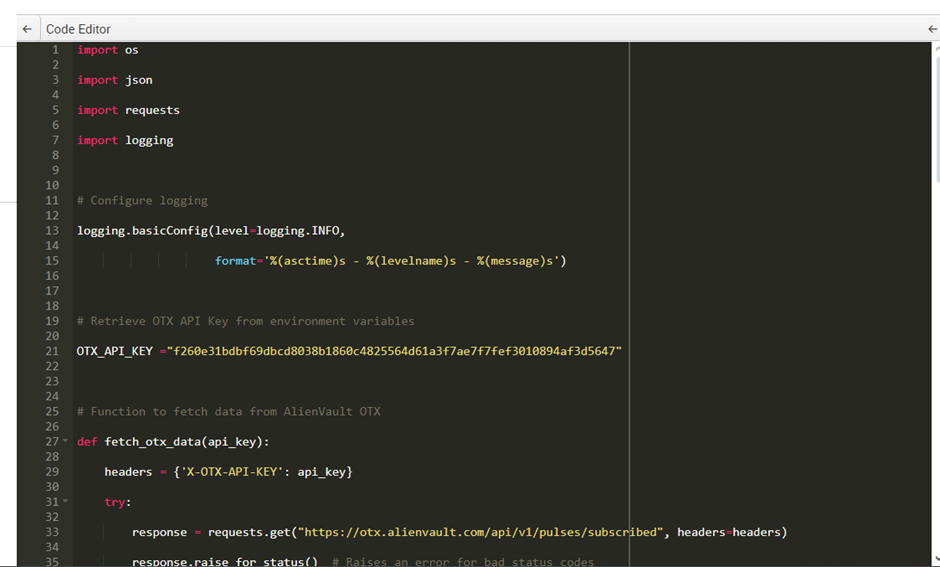 ← Code Editor ←
1 import os
2
3 import json
4
5 import requests
6
7 import logging
8
9
10
11 # Configure logging
12
13 logging.basicConfig(level=logging.INFO,
14
15                     format='%(asctime)s - %(levelname)s - %(message)s')
16
17
18
19 # Retrieve OTX API Key from environment variables
20
21 OTX_API_KEY ="f260e31bdbf69dbcd8038b1860c4825564d61a3f7ae7f7fef3010894af3d5647"
22
23
24
25 # Function to fetch data from AlienVault OTX
26
27 def fetch_otx_data(api_key):
28
29     headers = {'X-OTX-API-KEY': api_key}
30
31     try:
32
33         response = requests.get("https://otx.alienvault.com/api/v1/pulses/subscribed", headers=headers)
34
35         response.raise_for_status()  # Raises an error for bad status codes